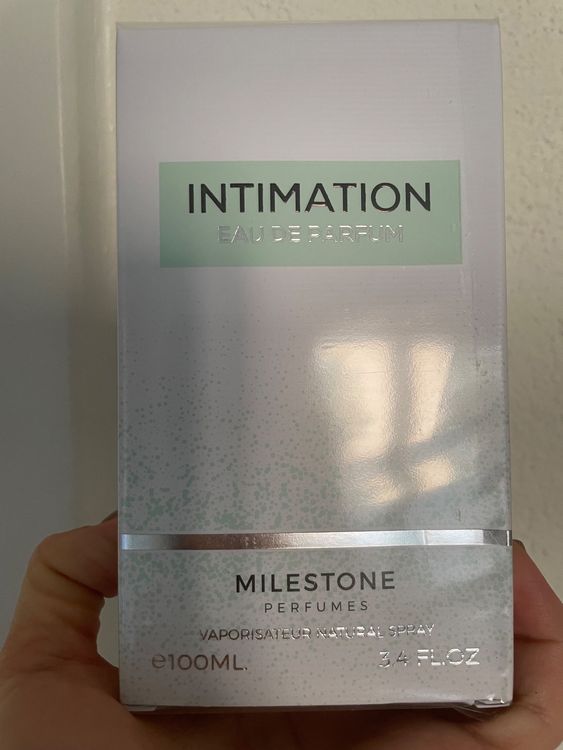 INTIMATION
EAU DE PARFUM
MILESTONE
PERFUMES
VAPORISATEUR NATURAL SPRAY
e100ML. 3.4 FL.OZ